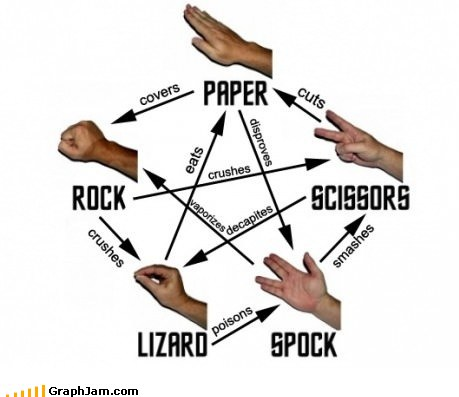 covers
PAPER
cuts
eats
disproves
crushes
ROCK
SCISSORS
vaporizes
decapites
crushes
smashes
poisons
LIZARD
SPOCK
GraphJam.com